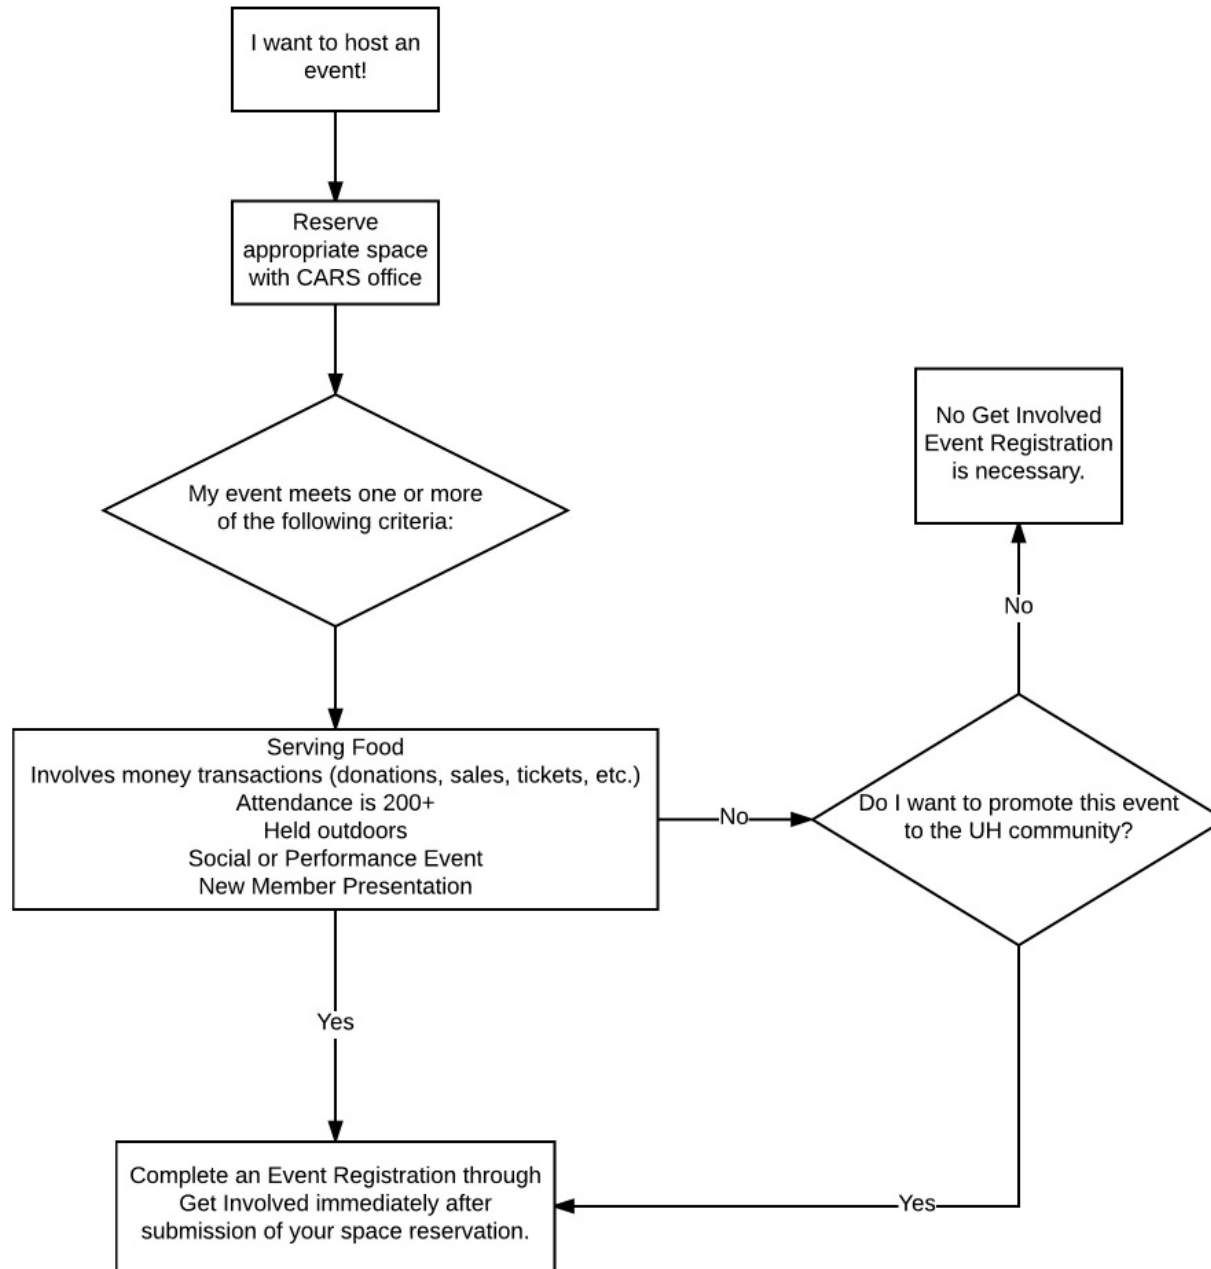 I want to host an
event!
Reserve
appropriate space
with CARS office
My event meets one or more
of the following criteria:
Serving Food
Involves money transactions (donations, sales, tickets, etc.)
Attendance is 200+
Held outdoors
Social or Performance Event
New Member Presentation
No
Do I want to promote this event
to the UH community?
No
No Get Involved
Event Registration
is necessary.
Yes
Yes
Complete an Event Registration through
Get Involved immediately after
submission of your space reservation.